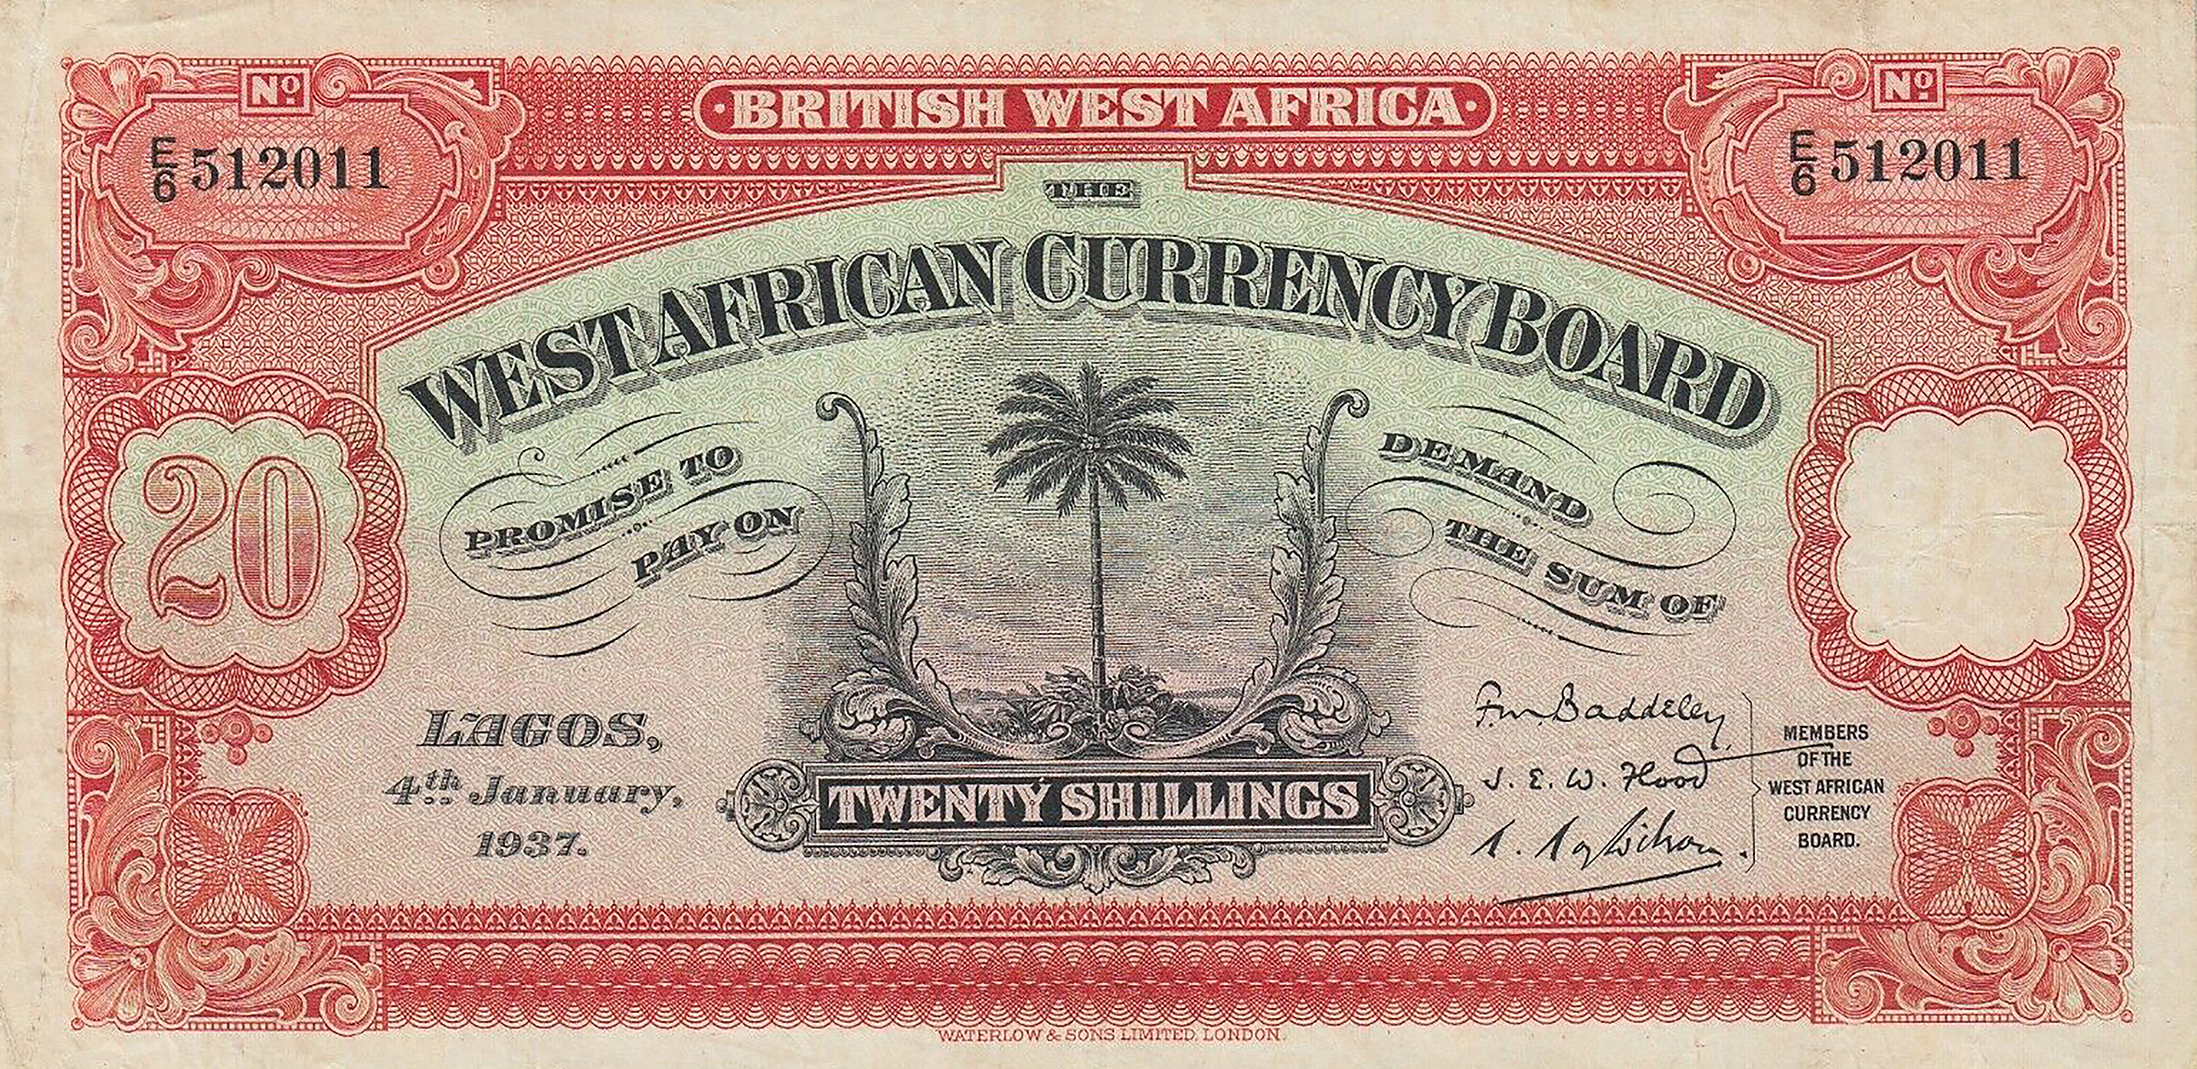 Nº
E/6 512011
BRITISH WEST AFRICA
Nº
E/6 512011
THE
WEST AFRICAN CURRENCY BOARD
PROMISE TO
PAY ON
DEMAND
THE SUM OF
20
LAGOS,
4th January,
1937.
TWENTY SHILLINGS
Baddeley
J. E. W. Flood
MEMBERS
OF THE
WEST AFRICAN
CURRENCY
BOARD.
WATERLOW & SONS LIMITED, LONDON.